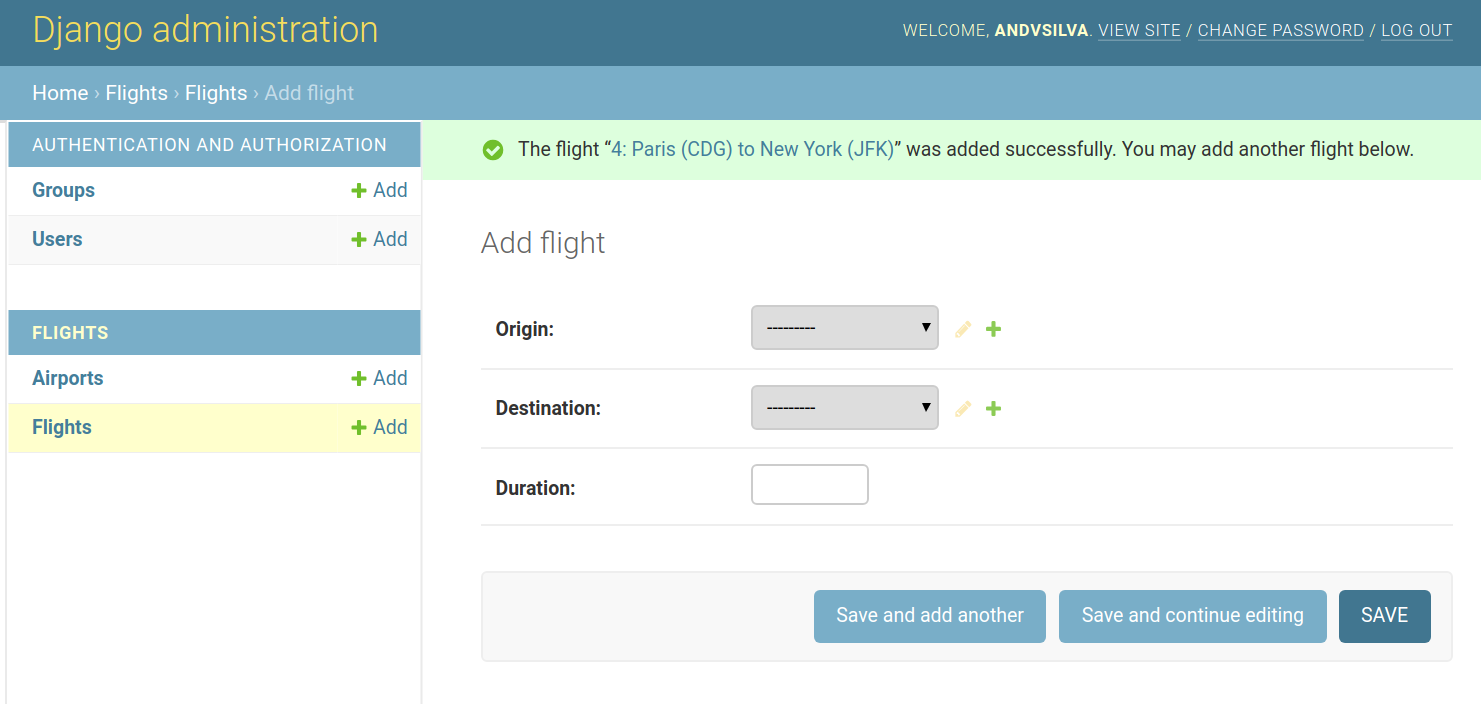 Django administration
WELCOME, ANDVSILVA. VIEW SITE / CHANGE PASSWORD / LOG OUT
Home › Flights › Flights › Add flight
AUTHENTICATION AND AUTHORIZATION
Groups
Add
Users
Add
FLIGHTS
Airports
Add
Flights
Add
The flight “4: Paris (CDG) to New York (JFK)” was added successfully. You may add another flight below.
Add flight
Origin:
---------
Destination:
---------
Duration:
Save and add another
Save and continue editing
SAVE